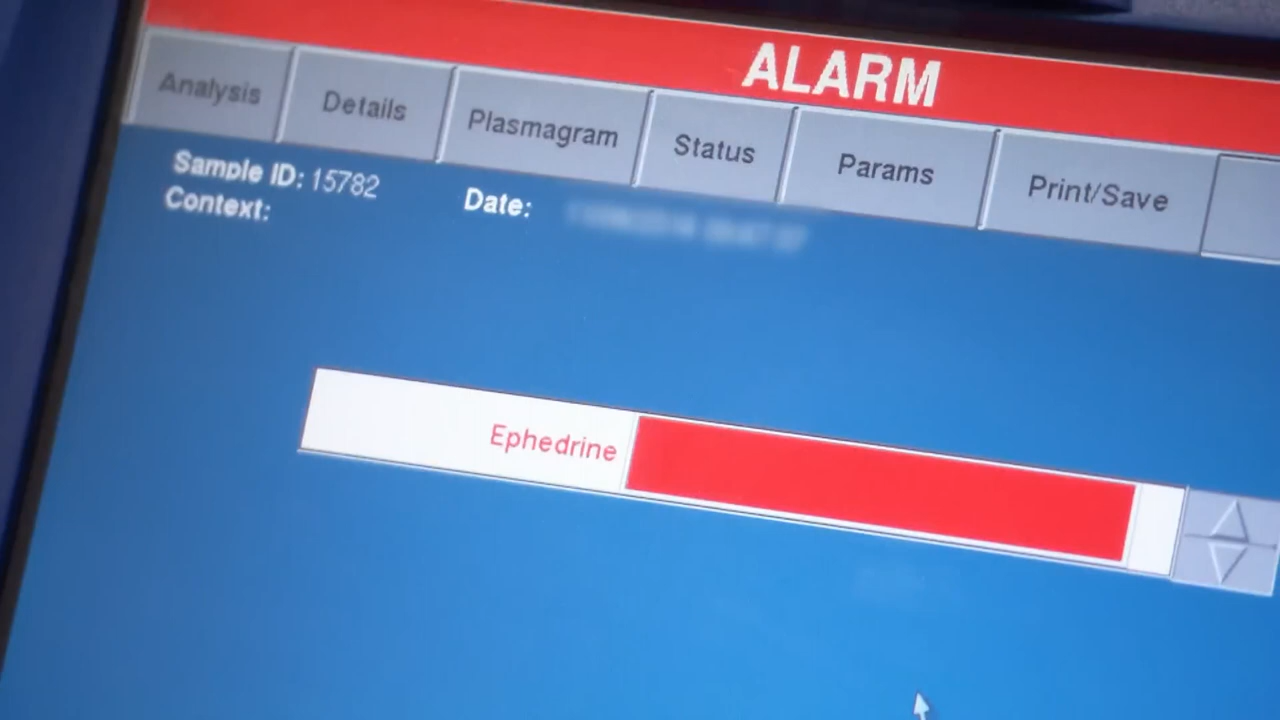 ALARM
Analysis Details Plasmagram Status Params Print/Save
Sample ID: 15782
Context:
Date:
Ephedrine